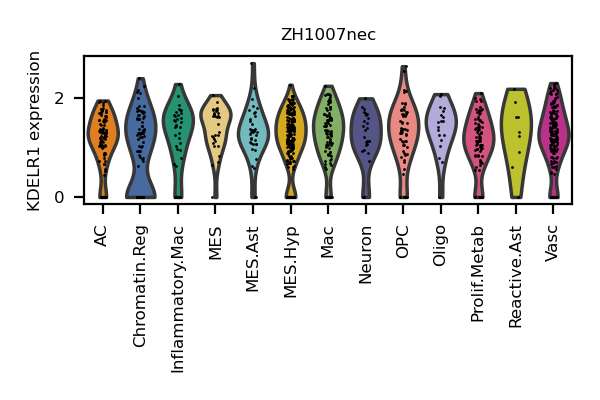 ZH1007nec
KDELR1 expression
2
0
AC
Chromatin.Reg
Inflammatory.Mac
MES
MES.Ast
MES.Hyp
Mac
Neuron
OPC
Oligo
Prolif.Metab
Reactive.Ast
Vasc